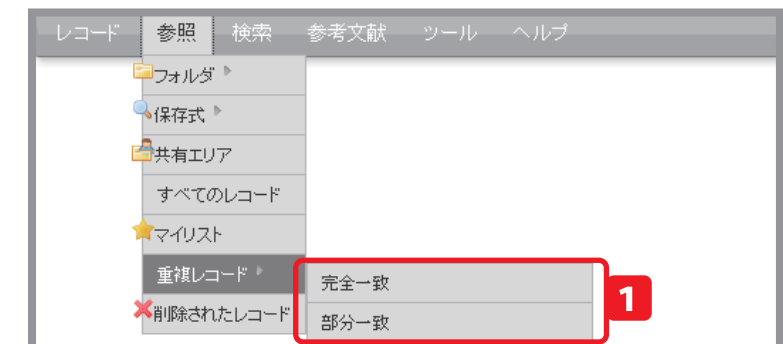 レコード 参照 検索 参考文献 ツール ヘルプ
フォルダ
保存式
共有エリア
すべてのレコード
マイリスト
重複レコード
完全一致
1
削除されたレコード
部分一致